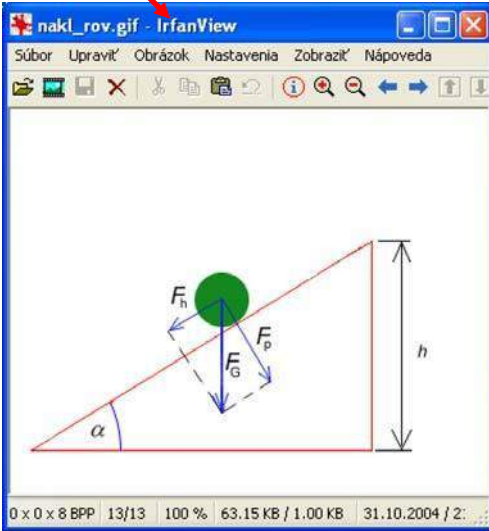 nakl_rov.gif - IrfanView
Súbor Upraviť Obrázok Nastavenia Zobraziť Nápoveda
Fh
Fp
FG
h
α
0 x 0 x 8 BPP 13/13 100 % 63.15 KB / 1.00 KB 31.10.2004 / 2: